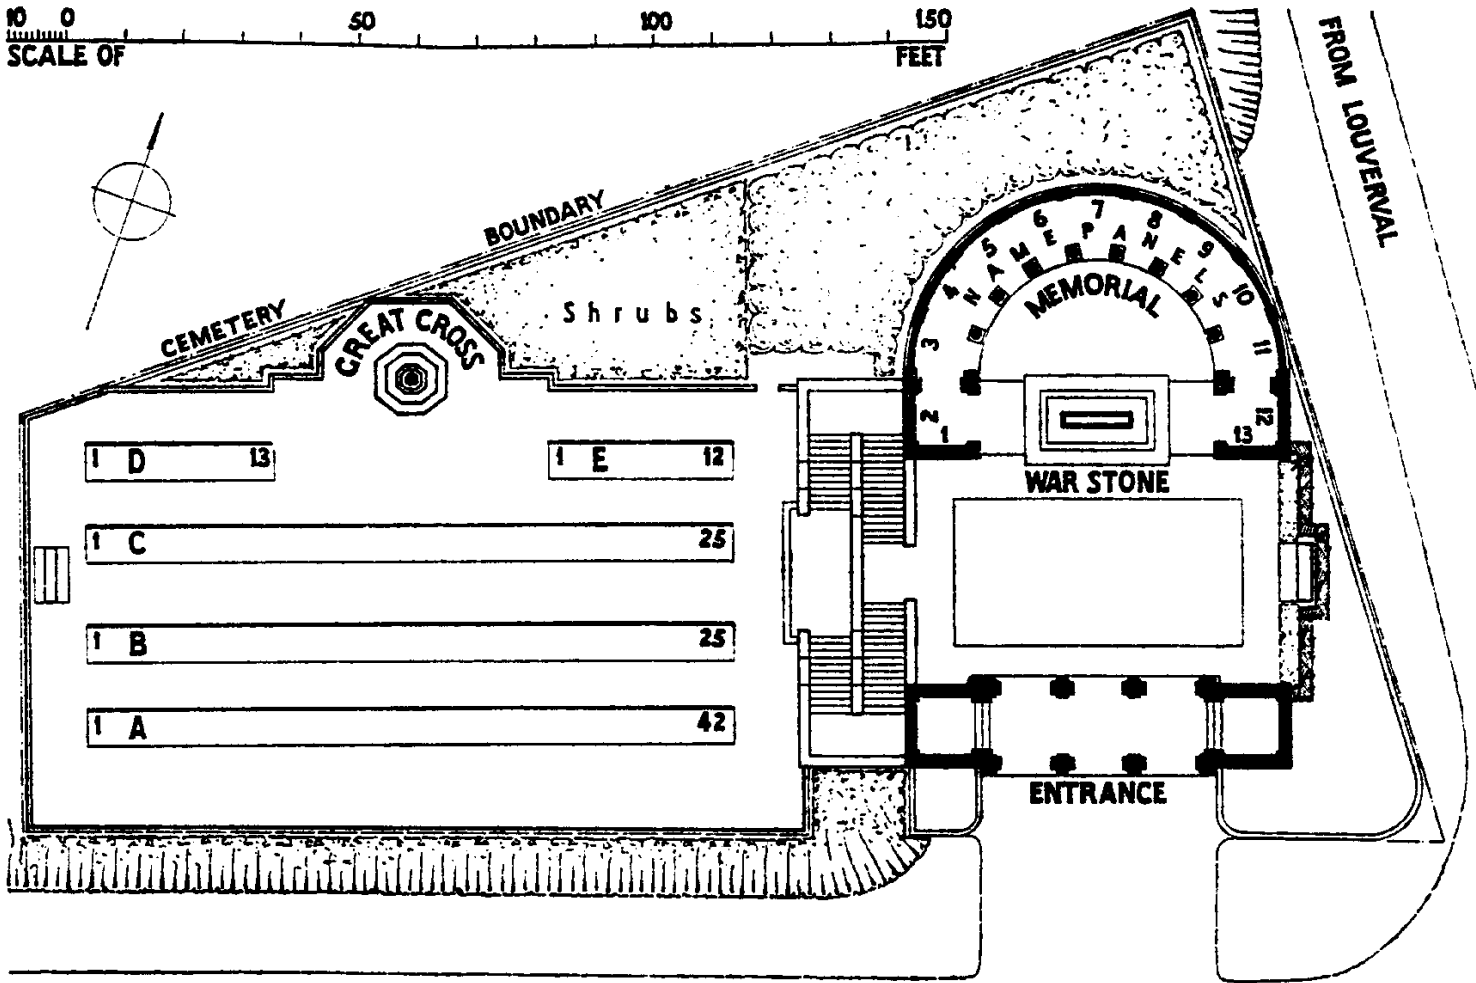 10 0 50 100 150
SCALE OF FEET
FROM LOUVERVAL
CEMETERY BOUNDARY
Shrubs
GREAT CROSS
NAME PANELS
1 2 3 4 5 6 7 8 9 10 11 12 13
MEMORIAL
WAR STONE
1 D 13
1 E 12
1 C 25
1 B 25
1 A 42
ENTRANCE